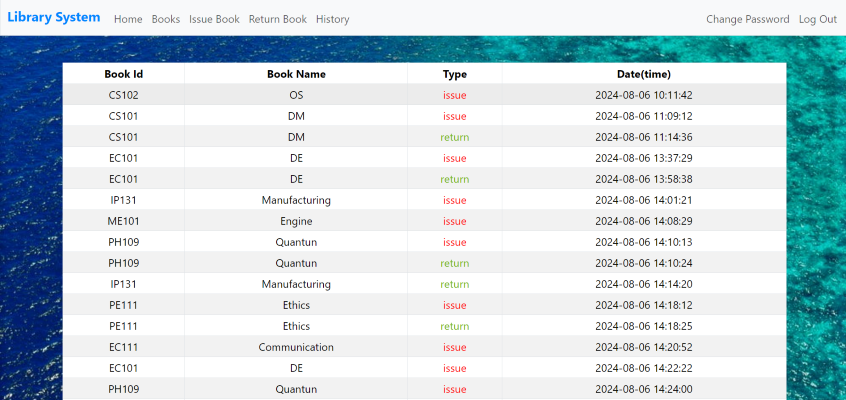 Library System Home Books Issue Book Return Book History Change Password Log Out
Book Id Book Name Type Date(time)
CS102 OS issue 2024-08-06 10:11:42
CS101 DM issue 2024-08-06 11:09:12
CS101 DM return 2024-08-06 11:14:36
EC101 DE issue 2024-08-06 13:37:29
EC101 DE return 2024-08-06 13:58:38
IP131 Manufacturing issue 2024-08-06 14:01:21
ME101 Engine issue 2024-08-06 14:08:29
PH109 Quantun issue 2024-08-06 14:10:13
PH109 Quantun return 2024-08-06 14:10:24
IP131 Manufacturing return 2024-08-06 14:14:20
PE111 Ethics issue 2024-08-06 14:18:12
PE111 Ethics return 2024-08-06 14:18:25
EC111 Communication issue 2024-08-06 14:20:52
EC101 DE issue 2024-08-06 14:22:22
PH109 Quantun issue 2024-08-06 14:24:00